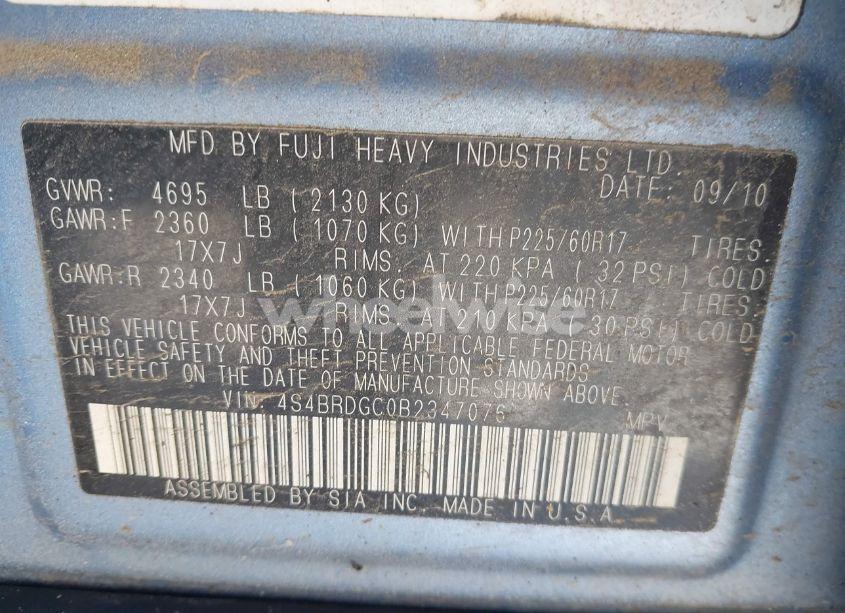 MFD BY FUJI HEAVY INDUSTRIES LTD.
DATE: 09/10
GVWR: 4695 LB ( 2130 KG)
GAWR:F 2360 LB ( 1070 KG) WITH P225/60R17 TIRES.
17X7J RIMS. AT 220 KPA ( 32 PSI) COLD
GAWR:R 2340 LB ( 1060 KG) WITH P225/60R17 TIRES.
17X7J RIMS. AT 210 KPA ( 30 PSI) COLD
wheelwise
THIS VEHICLE CONFORMS TO ALL APPLICABLE FEDERAL MOTOR
VEHICLE SAFETY AND THEFT PREVENTION STANDARDS
IN EFFECT ON THE DATE OF MANUFACTURE SHOWN ABOVE.
VIN: 4S4BRDGC0B2347076 MPV
ASSEMBLED BY SIA INC. MADE IN U.S.A.